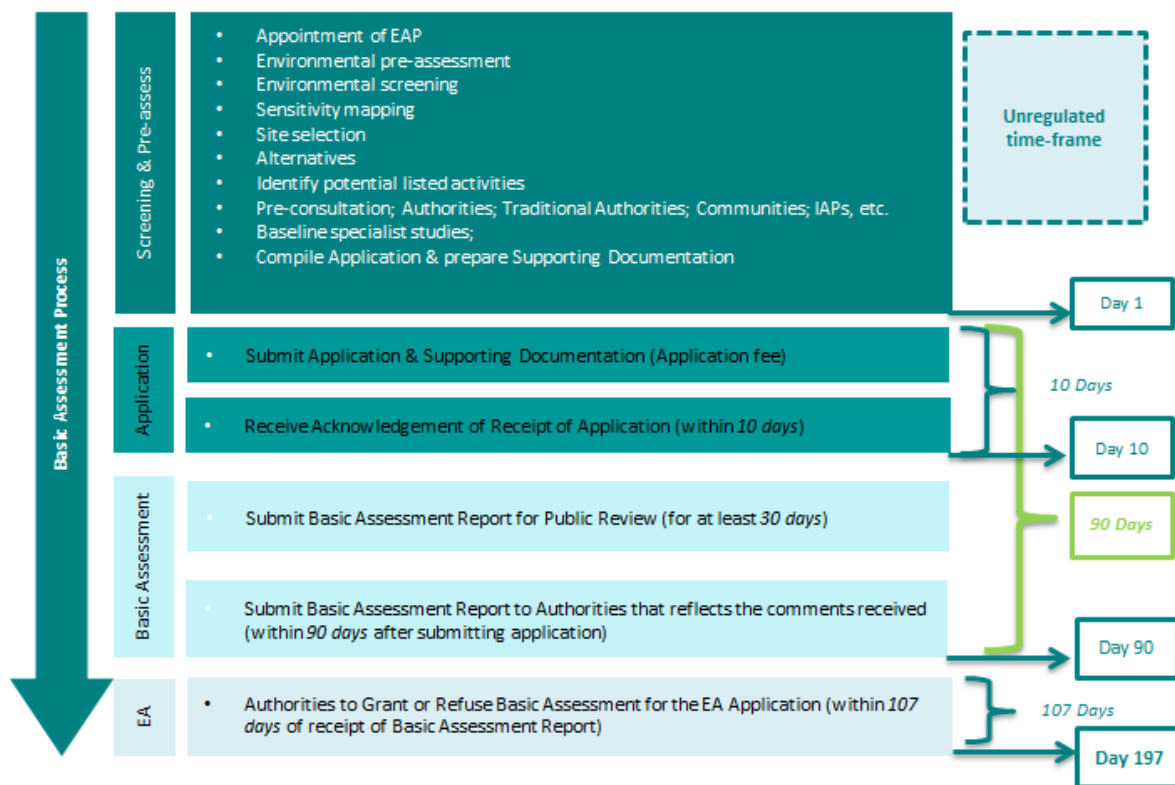 Basic Assessment Process
Screening & Pre-assess
• Appointment of EAP
• Environmental pre-assessment
• Environmental screening
• Sensitivity mapping
• Site selection
• Alternatives
• Identify potential listed activities
• Pre-consultation; Authorities; Traditional Authorities; Communities; IAPs, etc.
• Baseline specialist studies;
• Compile Application & prepare Supporting Documentation
Unregulated
time-frame
Day 1
Application
• Submit Application & Supporting Documentation (Application fee)
10 Days
• Receive Acknowledgement of Receipt of Application (within 10 days)
Day 10
Basic Assessment
• Submit Basic Assessment Report for Public Review (for at least 30 days)
90 Days
• Submit Basic Assessment Report to Authorities that reflects the comments received
(within 90 days after submitting application)
Day 90
EA
• Authorities to Grant or Refuse Basic Assessment for the EA Application (within 107
days of receipt of Basic Assessment Report)
107 Days
Day 197